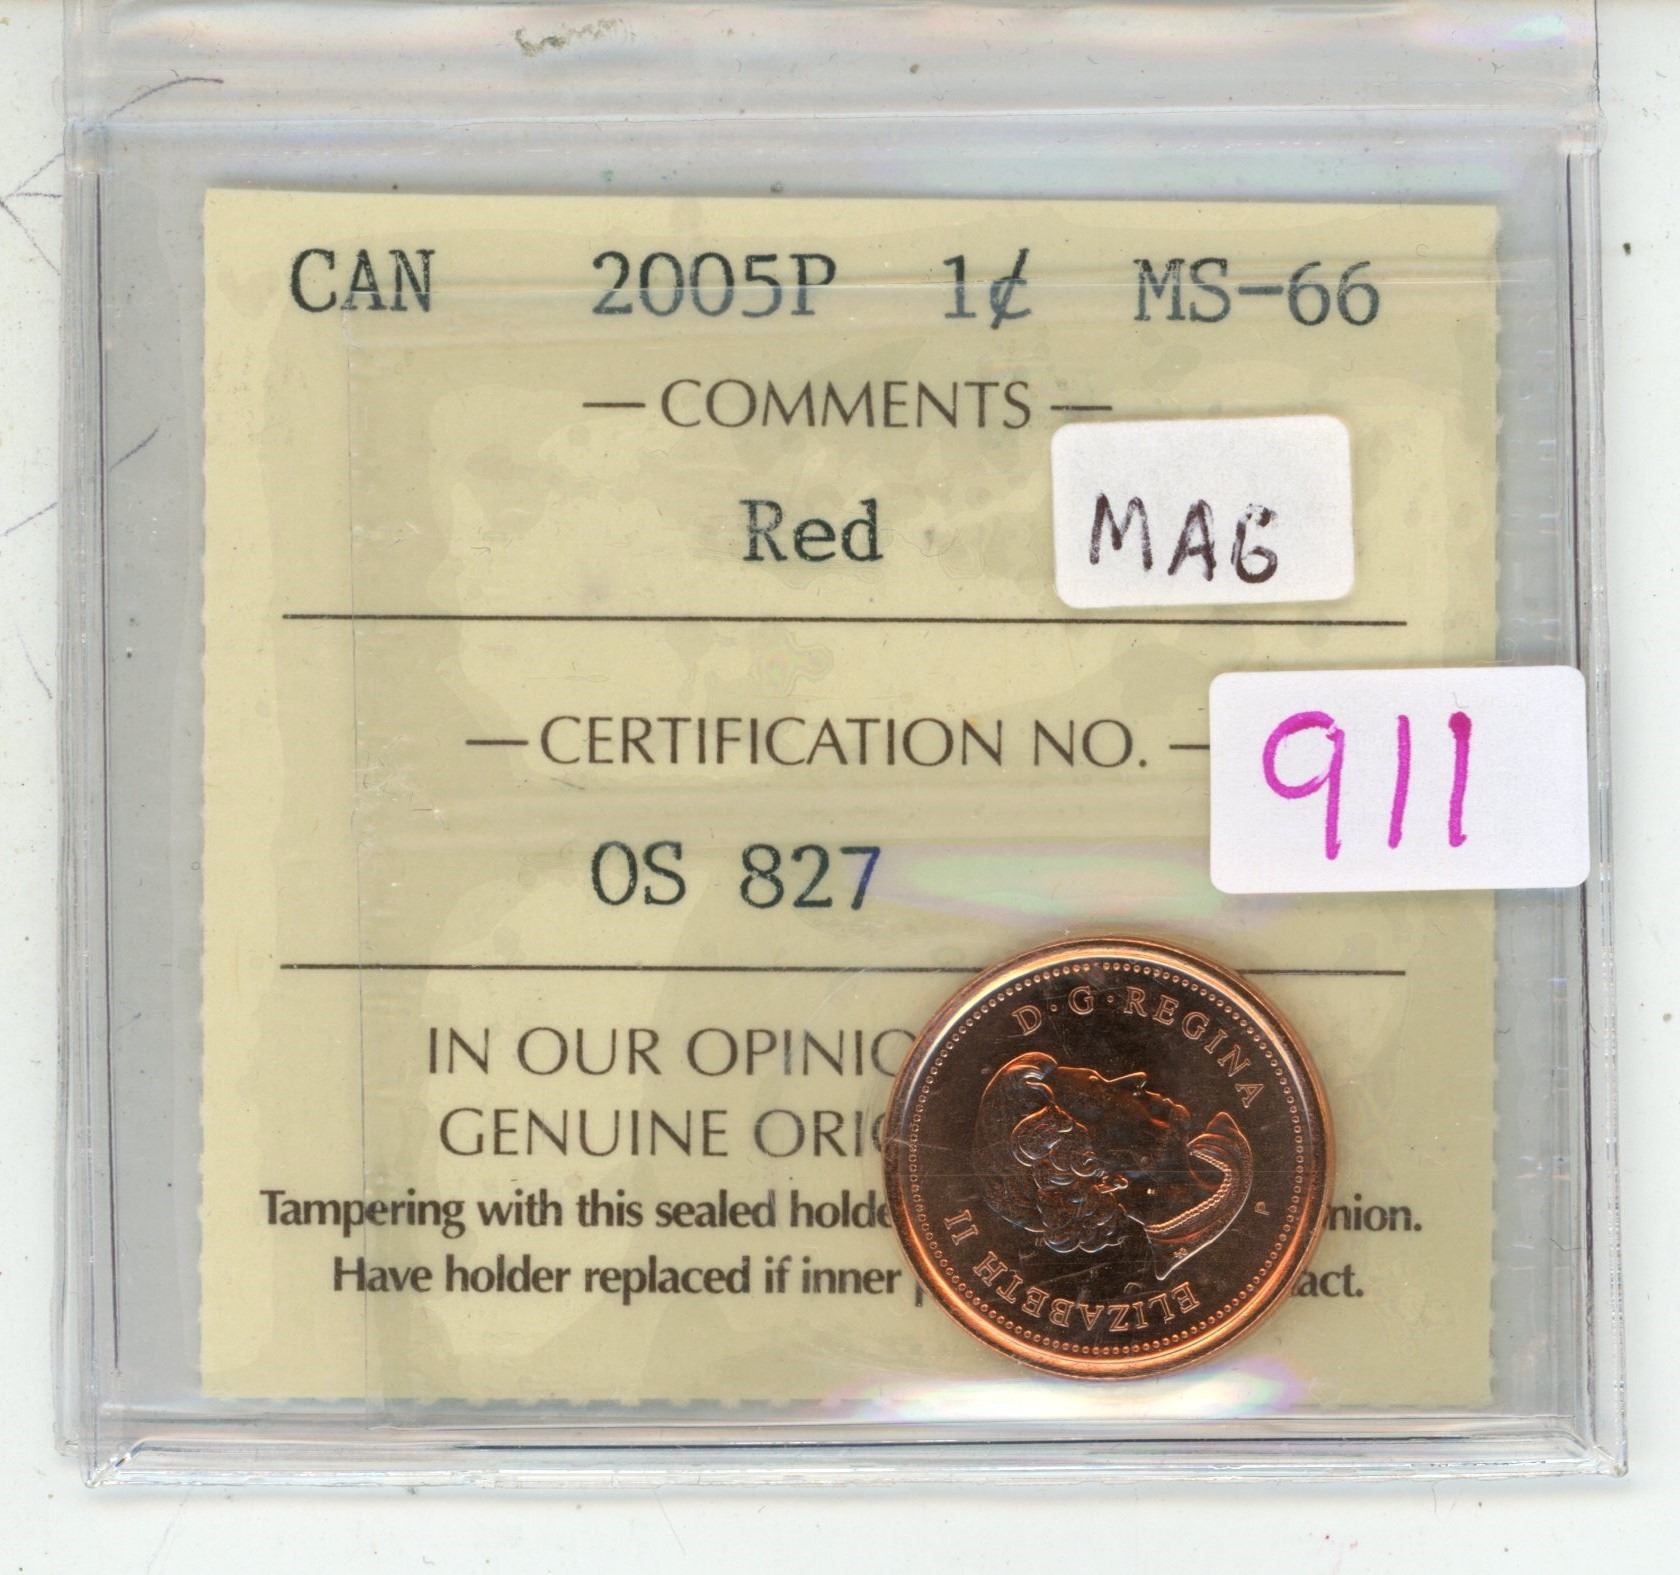 CAN 2005P 1¢ MS-66
— COMMENTS —
Red
MAG
— CERTIFICATION NO. —
911
OS 827
IN OUR OPINIO
GENUINE ORIG
Tampering with this sealed holde nion.
Have holder replaced if inner act.
ELIZABETH II D·G·REGINA
P